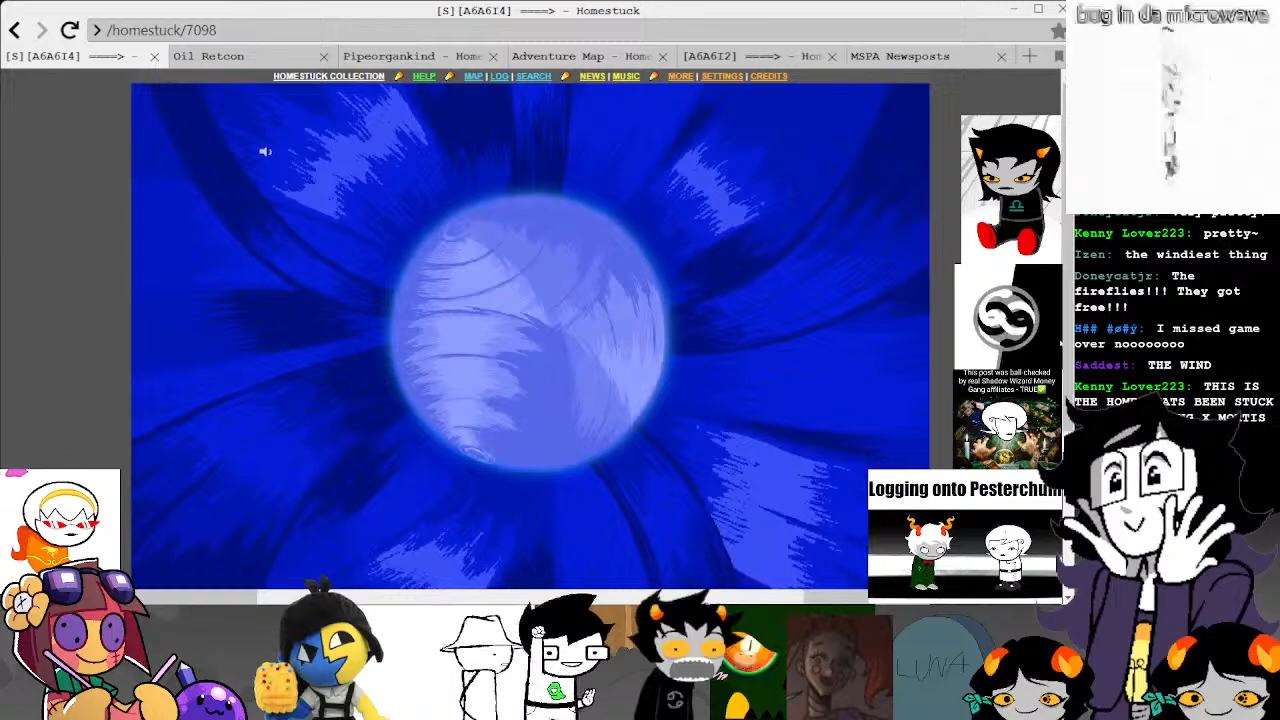 [S][A6A6I4] ====> - Homestuck
bug in da microwave
/homestuck/7098
[S][A6A6I4] ====> -
Oil Retcon
Pipeorgankind - Home
Adventure Map - Home
[A6A6I2] ====> - Hom
MSPA Newsposts
HOMESTUCK COLLECTION HELP MAP | LOG | SEARCH NEWS | MUSIC MORE | SETTINGS | CREDITS
Kenny Lover223: pretty~
Izen: the windiest thing
Doneycatjr: The
fireflies!!! They got
free!!!
H## #ø#ý: I missed game
over noooooooo
Saddest: THE WIND
Kenny Lover223: THIS IS
This post was ball-checked
by real Shadow Wizard Money
Gang affiliates - TRUE✅
Logging onto Pesterchum
LUNA